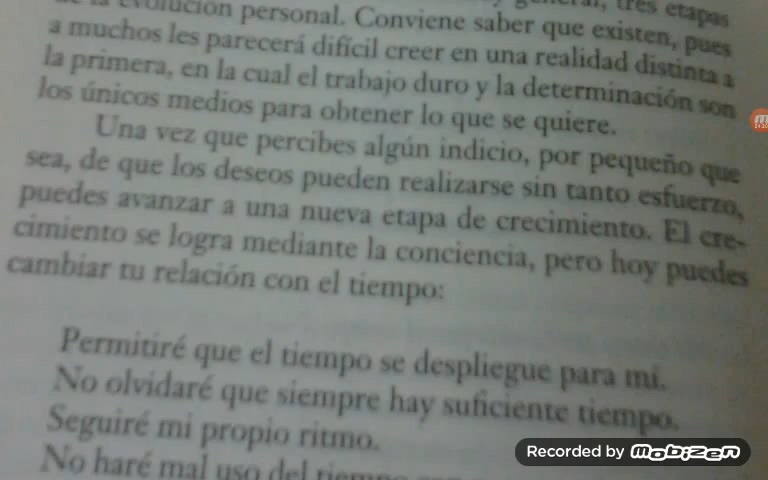 general, tres etapas
de la evolución personal. Conviene saber que existen, pues
a muchos les parecerá difícil creer en una realidad distinta a
la primera, en la cual el trabajo duro y la determinación son
los únicos medios para obtener lo que se quiere.
Una vez que percibes algún indicio, por pequeño que
sea, de que los deseos pueden realizarse sin tanto esfuerzo,
puedes avanzar a una nueva etapa de crecimiento. El cre-
cimiento se logra mediante la conciencia, pero hoy puedes
cambiar tu relación con el tiempo:
Permitiré que el tiempo se despliegue para mí.
No olvidaré que siempre hay suficiente tiempo.
Seguiré mi propio ritmo.
No haré mal uso del tiempo
Recorded by Mobizen